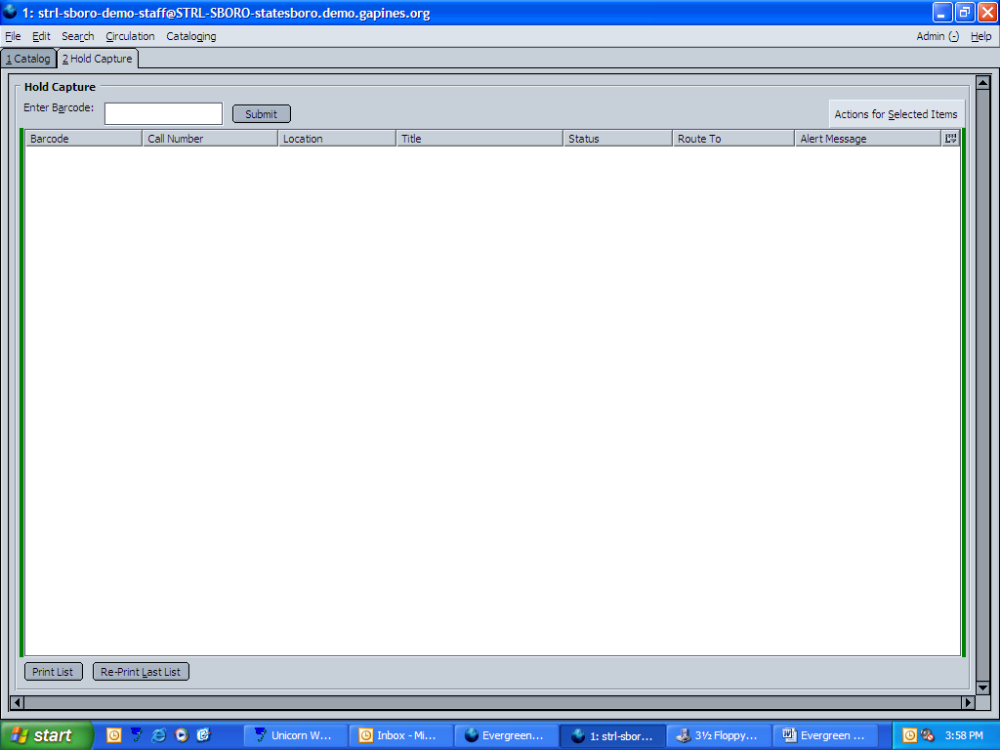 1: strl-sboro-demo-staff@STRL-SBORO-statesboro.demo.gapines.org
File Edit Search Circulation Cataloging Admin (-) Help
1 Catalog 2 Hold Capture
Hold Capture
Enter Barcode: Submit Actions for Selected Items
Barcode Call Number Location Title Status Route To Alert Message
Print List Re-Print Last List
start Unicorn W... Inbox - Mi... Evergreen... 1: strl-sbor... 3½ Floppy... Evergreen ... 3:58 PM